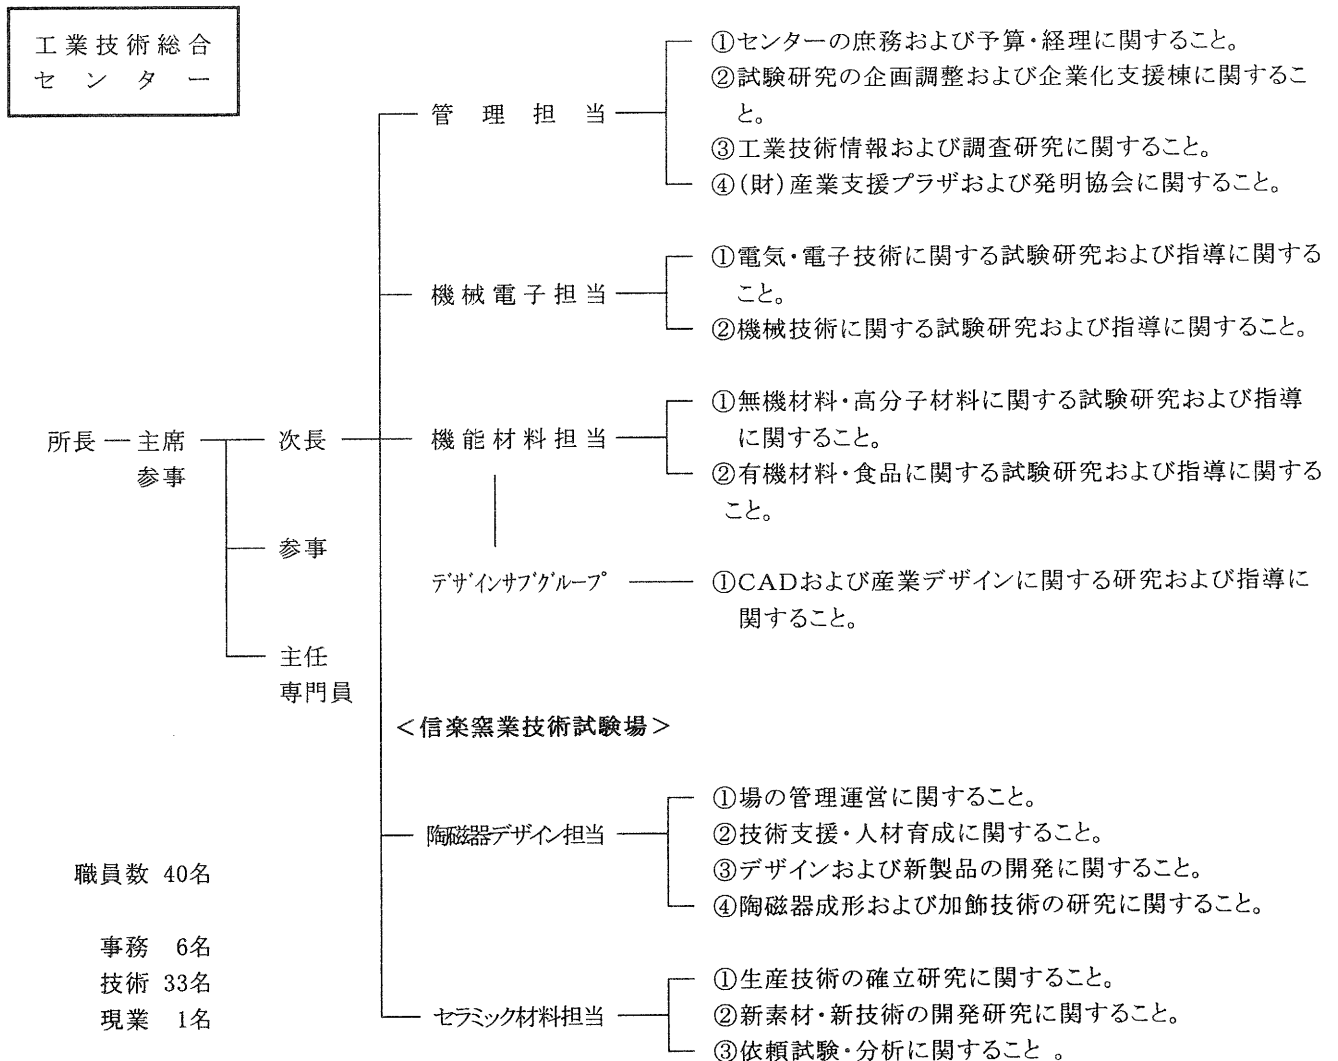 工業技術総合
センター
管理担当
①センターの庶務および予算・経理に関すること。
②試験研究の企画調整および企業化支援棟に関するこ
と。
③工業技術情報および調査研究に関すること。
④(財)産業支援プラザおよび発明協会に関すること。
機械電子担当
①電気・電子技術に関する試験研究および指導に関する
こと。
②機械技術に関する試験研究および指導に関すること。
所長
主席
参事
次長
参事
主任
専門員
機能材料担当
①無機材料・高分子材料に関する試験研究および指導
に関すること。
②有機材料・食品に関する試験研究および指導に関する
こと。
デザインサブグループ
①CADおよび産業デザインに関する研究および指導に
関すること。
＜信楽窯業技術試験場＞
陶磁器デザイン担当
①場の管理運営に関すること。
②技術支援・人材育成に関すること。
③デザインおよび新製品の開発に関すること。
④陶磁器成形および加飾技術の研究に関すること。
セラミック材料担当
①生産技術の確立研究に関すること。
②新素材・新技術の開発研究に関すること。
③依頼試験・分析に関すること 。
職員数 40名
事務 6名
技術 33名
現業 1名